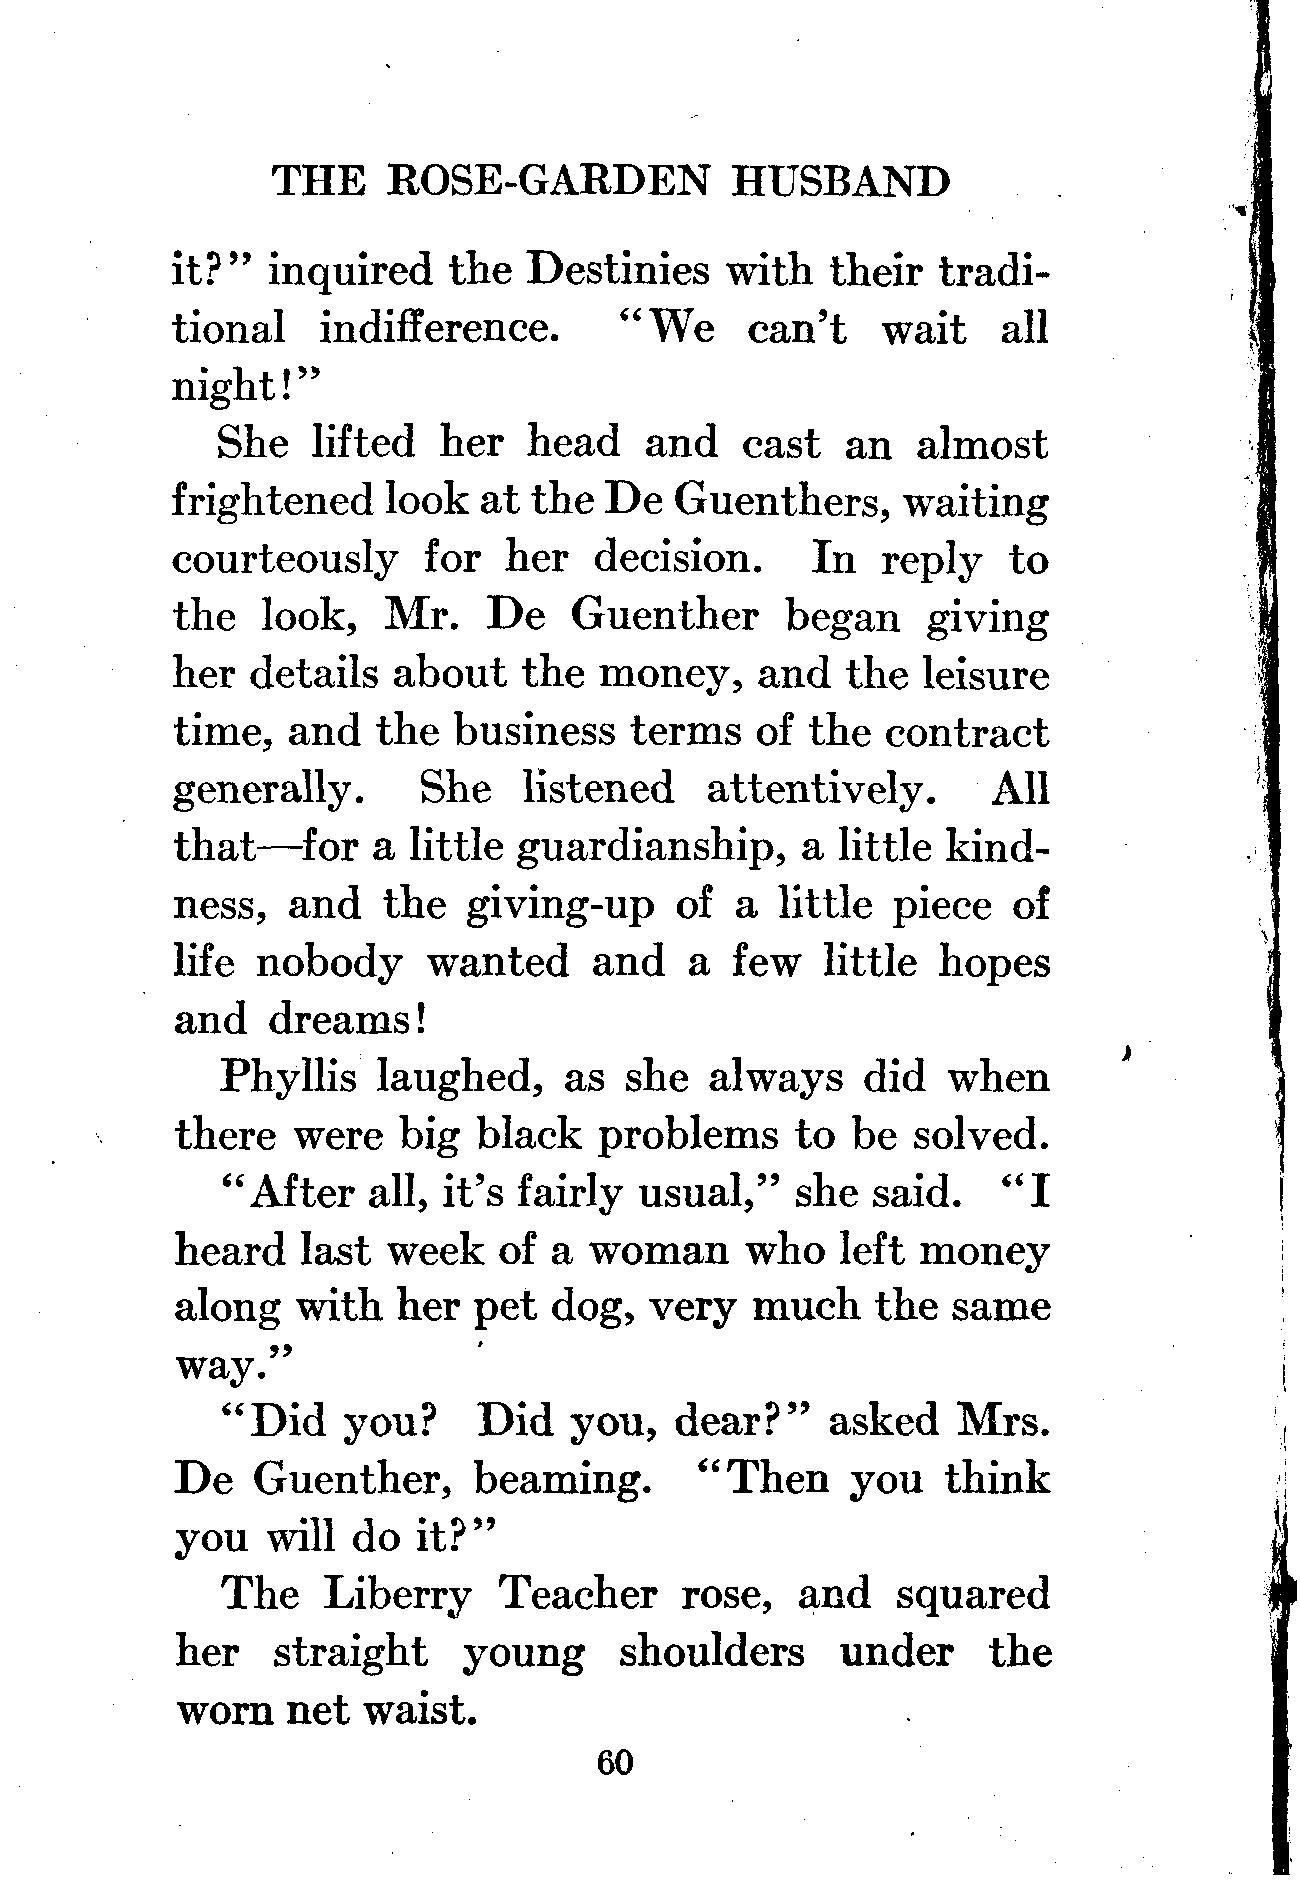 THE ROSE-GARDEN HUSBAND
it?" inquired the Destinies with their tradi-
tional indifference. "We can't wait all
night!"
She lifted her head and cast an almost
frightened look at the De Guenthers, waiting
courteously for her decision. In reply to
the look, Mr. De Guenther began giving
her details about the money, and the leisure
time, and the business terms of the contract
generally. She listened attentively. All
that—for a little guardianship, a little kind-
ness, and the giving-up of a little piece of
life nobody wanted and a few little hopes
and dreams!
Phyllis laughed, as she always did when
there were big black problems to be solved.
"After all, it's fairly usual," she said. "I
heard last week of a woman who left money
along with her pet dog, very much the same
way."
"Did you? Did you, dear?" asked Mrs.
De Guenther, beaming. "Then you think
you will do it?"
The Liberry Teacher rose, and squared
her straight young shoulders under the
worn net waist.
60